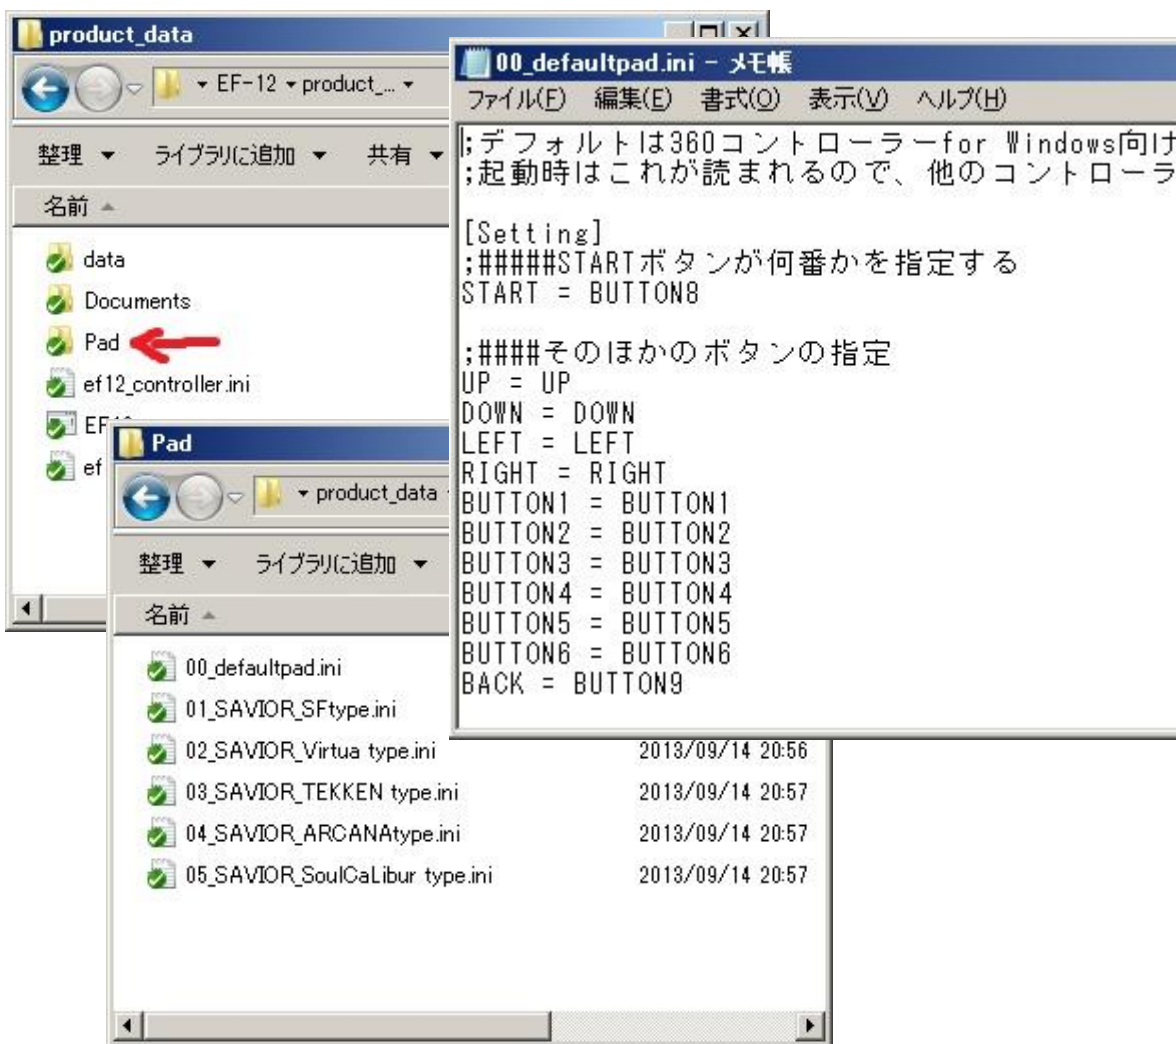 product_data
EF-12 product_...
整理 ライブラリに追加 共有
名前
data
Documents
Pad
ef12_controller.ini
ef
00_defaultpad.ini - メモ帳
ファイル(F) 編集(E) 書式(O) 表示(V) ヘルプ(H)
;デフォルトは360コントローラーfor Windows向け
;起動時はこれが読まれるので、他のコントローラ
[Setting]
;#####STARTボタンが何番かを指定する
START = BUTTON8
;####そのほかのボタンの指定
UP = UP
DOWN = DOWN
LEFT = LEFT
RIGHT = RIGHT
BUTTON1 = BUTTON1
BUTTON2 = BUTTON2
BUTTON3 = BUTTON3
BUTTON4 = BUTTON4
BUTTON5 = BUTTON5
BUTTON6 = BUTTON6
BACK = BUTTON9
Pad
product_data
整理 ライブラリに追加
名前
00_defaultpad.ini
01_SAVIOR_SFtype.ini
02_SAVIOR_Virtua type.ini 2013/09/14 20:56
03_SAVIOR_TEKKEN type.ini 2013/09/14 20:57
04_SAVIOR_ARCANAtype.ini 2013/09/14 20:57
05_SAVIOR_SoulCaLibur type.ini 2013/09/14 20:57